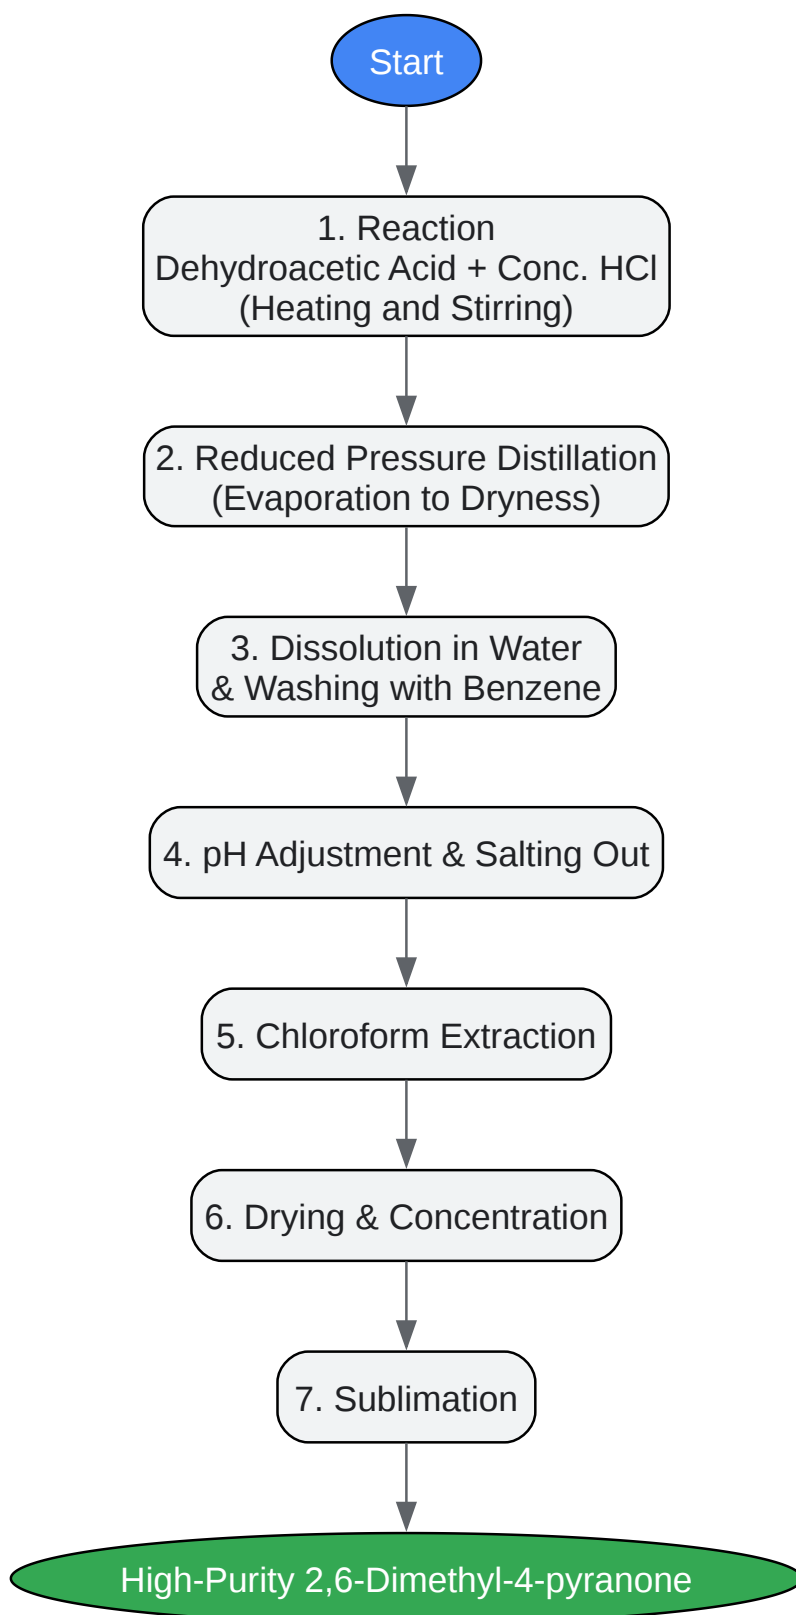 Start
1. Reaction
Dehydroacetic Acid + Conc. HCl
(Heating and Stirring)
2. Reduced Pressure Distillation
(Evaporation to Dryness)
3. Dissolution in Water
& Washing with Benzene
4. pH Adjustment & Salting Out
5. Chloroform Extraction
6. Drying & Concentration
7. Sublimation
High-Purity 2,6-Dimethyl-4-pyranone